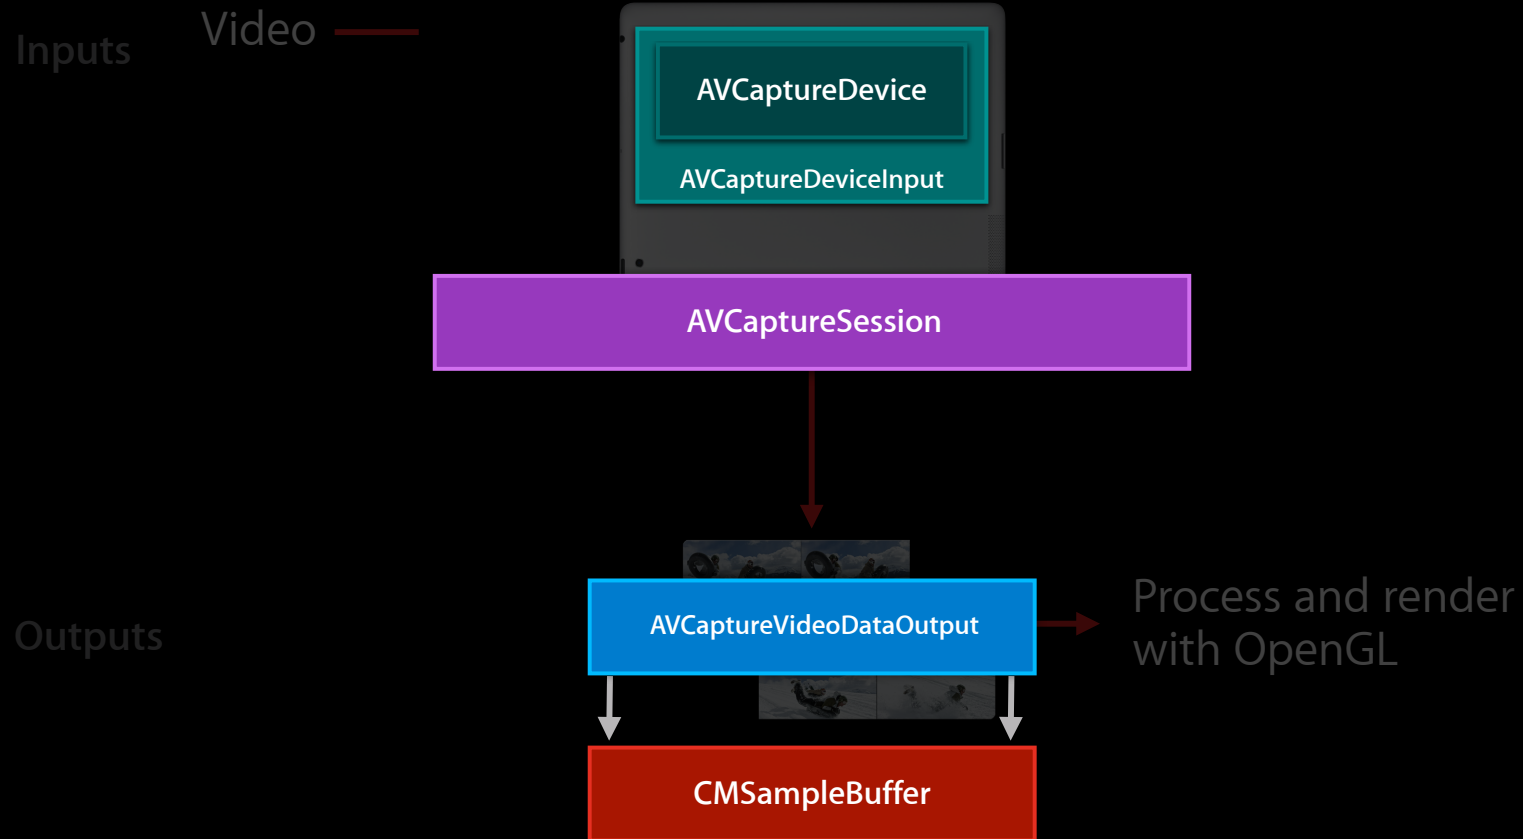 Inputs
Video
AVCaptureDevice
AVCaptureDeviceInput
AVCaptureSession
Outputs
AVCaptureVideoDataOutput
Process and render
with OpenGL
CMSampleBuffer